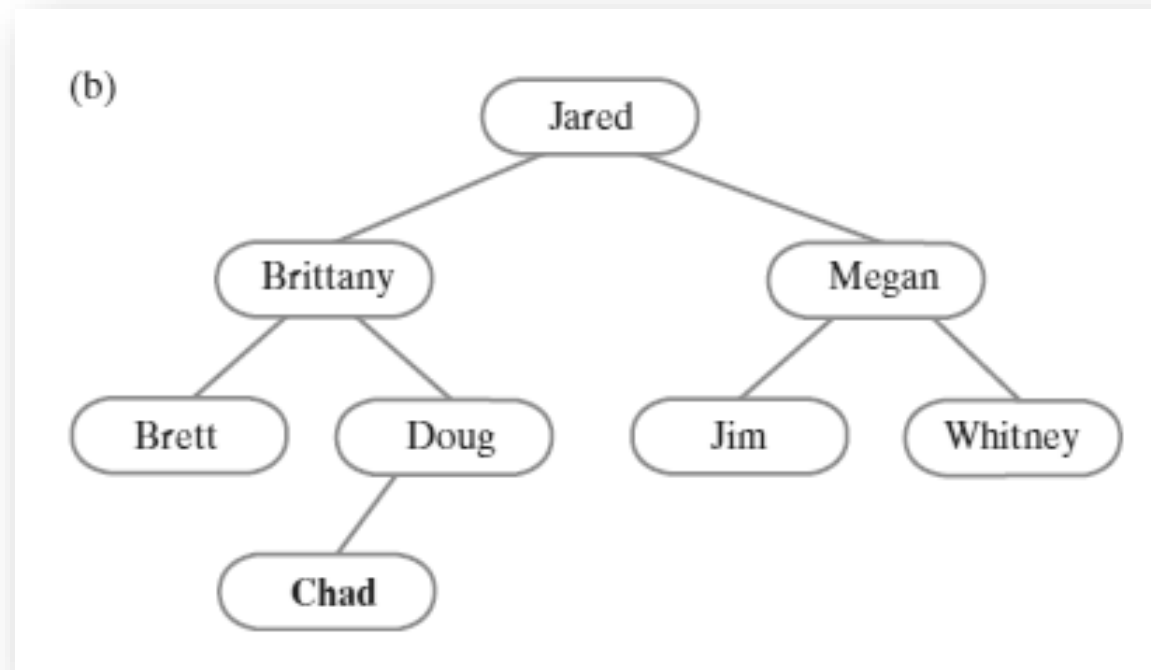 (b)
Jared
Brittany
Megan
Brett
Doug
Jim
Whitney
Chad